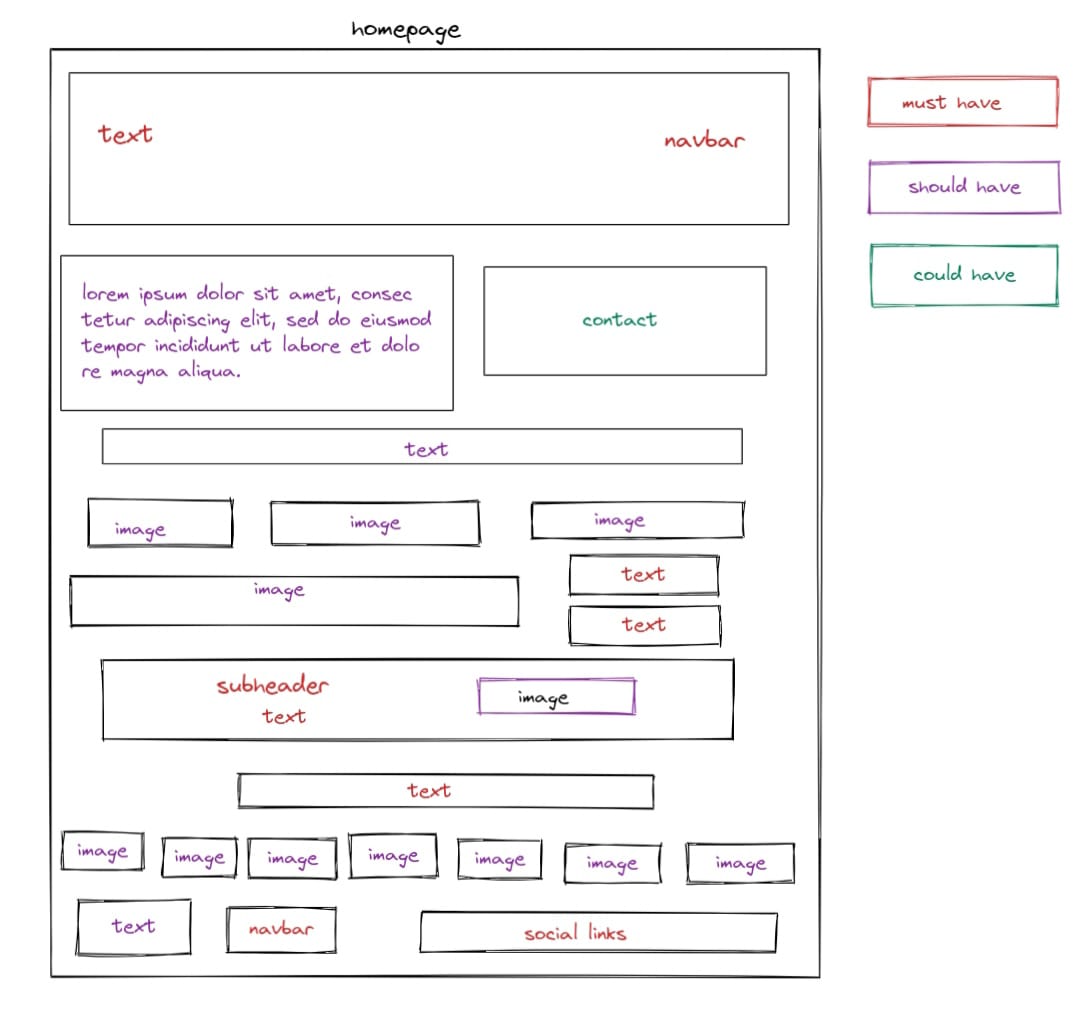 homepage
text
navbar
must have
should have
could have
lorem ipsum dolor sit amet, consec
tetur adipiscing elit, sed do eiusmod
tempor incididunt ut labore et dolo
re magna aliqua.
contact
text
image
image
image
image
text
text
subheader
text
image
text
image
image
image
image
image
image
image
text
navbar
social links